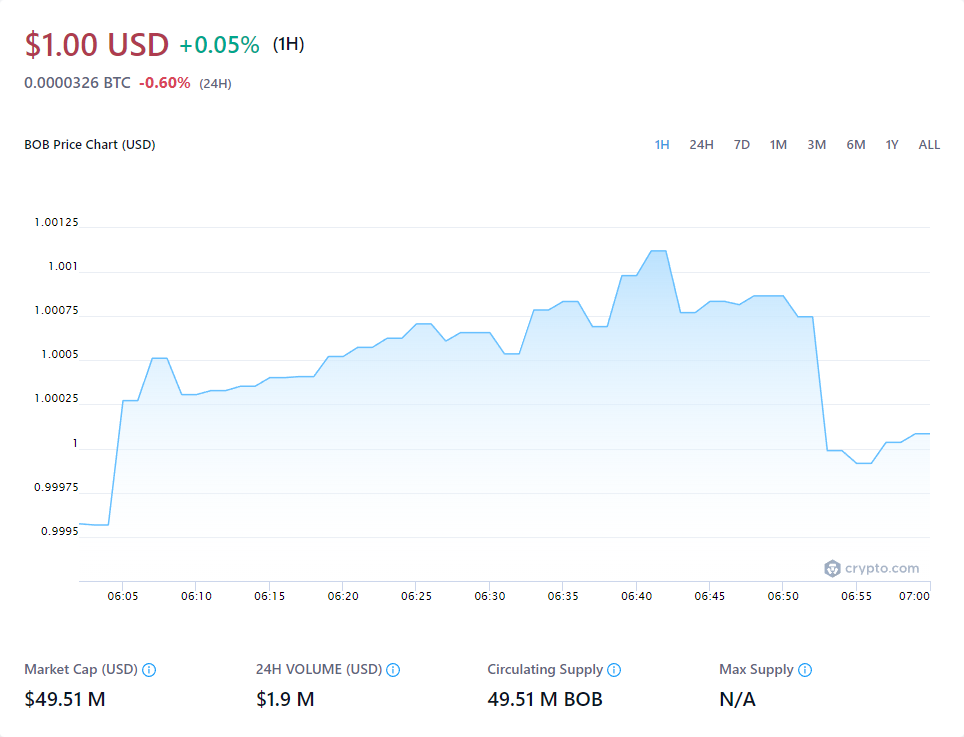 $1.00 USD +0.05% (1H)
0.0000326 BTC -0.60% (24H)
BOB Price Chart (USD) 1H 24H 7D 1M 3M 6M 1Y ALL
1.00125
1.001
1.00075
1.0005
1.00025
1
0.99975
0.9995
crypto.com
06:05 06:10 06:15 06:20 06:25 06:30 06:35 06:40 06:45 06:50 06:55 07:00
Market Cap (USD) 24H VOLUME (USD) Circulating Supply Max Supply
$49.51 M $1.9 M 49.51 M BOB N/A